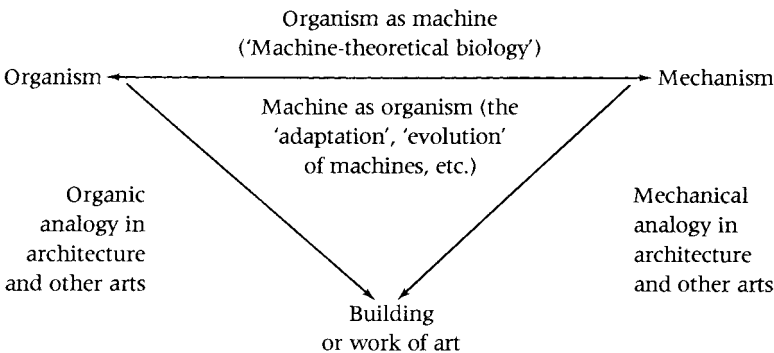 Organism as machine
(‘Machine-theoretical biology’)
Organism
Mechanism
Machine as organism (the
‘adaptation’, ‘evolution’
of machines, etc.)
Organic
analogy in
architecture
and other arts
Mechanical
analogy in
architecture
and other arts
Building
or work of art